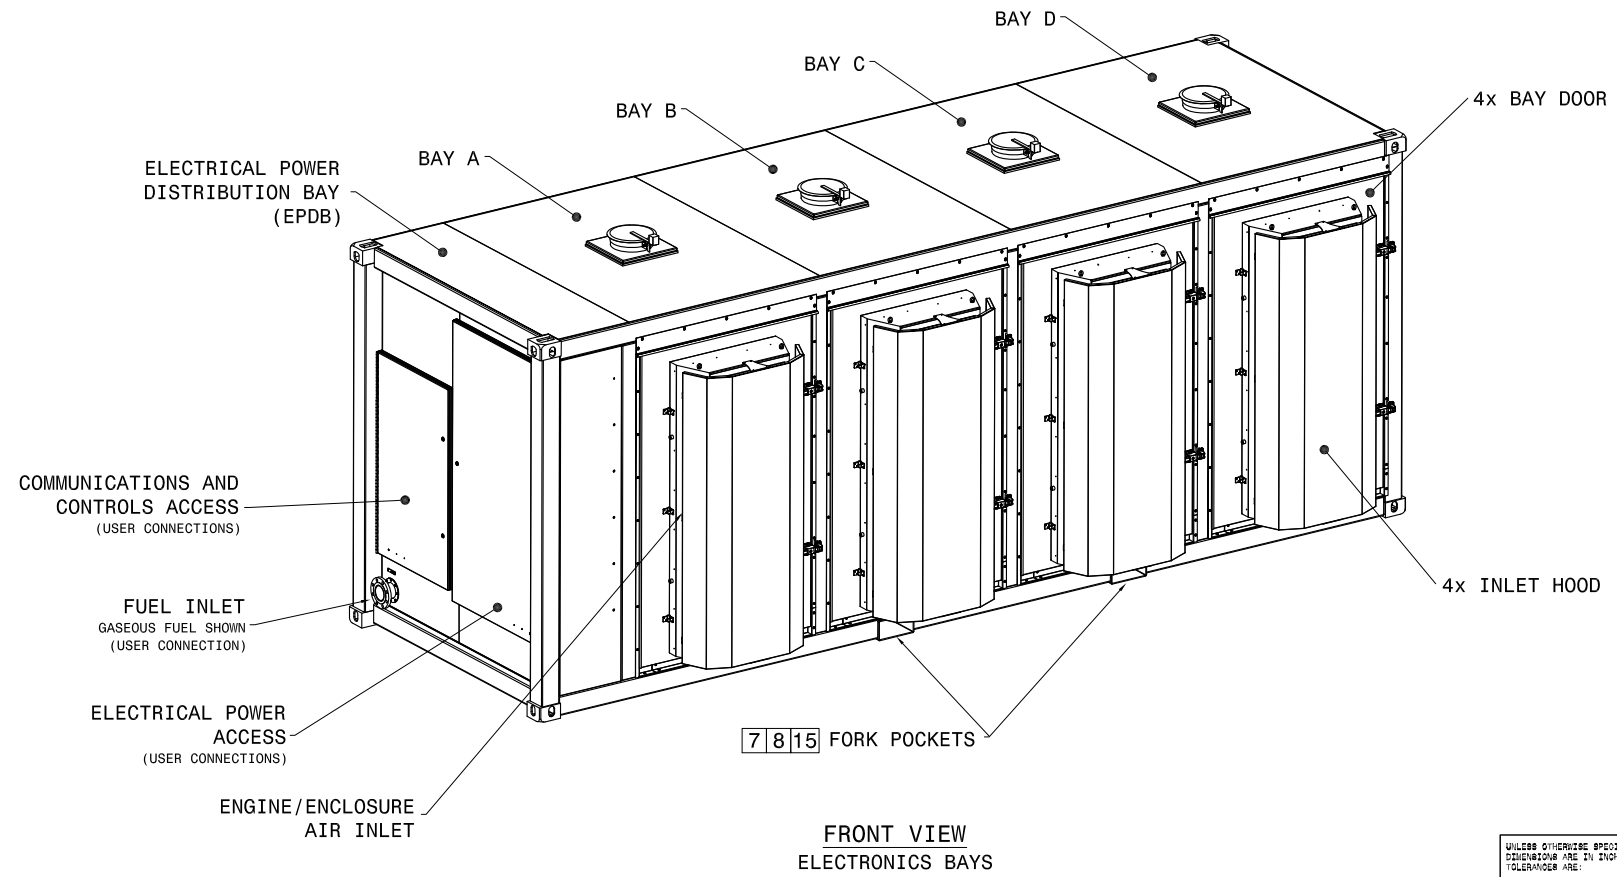 BAY D
BAY C
4x BAY DOOR
BAY B
BAY A
ELECTRICAL POWER
DISTRIBUTION BAY
(EPDB)
COMMUNICATIONS AND
CONTROLS ACCESS
(USER CONNECTIONS)
4x INLET HOOD
FUEL INLET
GASEOUS FUEL SHOWN
(USER CONNECTION)
ELECTRICAL POWER
ACCESS
(USER CONNECTIONS)
7 8 15 FORK POCKETS
ENGINE/ENCLOSURE
AIR INLET
FRONT VIEW
ELECTRONICS BAYS
UNLESS OTHERWISE SPECI
DIMENSIONS ARE IN INCH
TOLERANCES ARE: